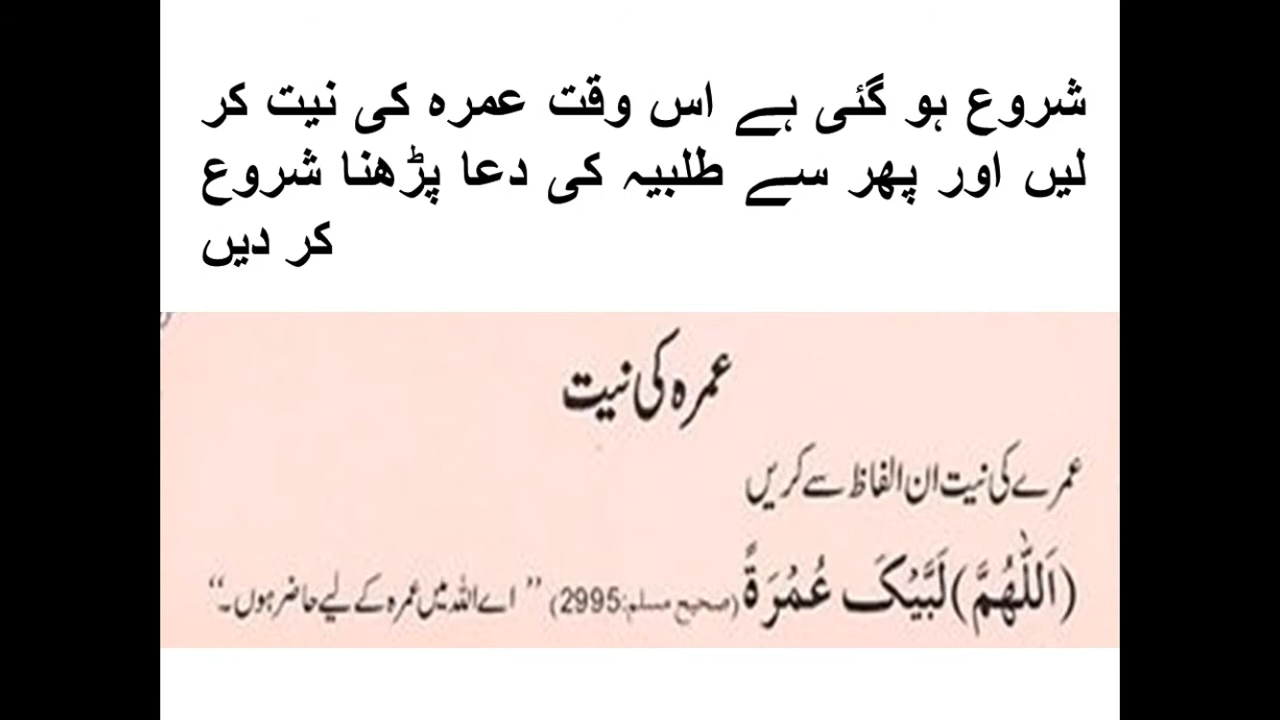 شروع ہو گئی ہے اس وقت عمرہ کی نیت کر
لیں اور پھر سے طلبیہ کی دعا پڑھنا شروع
کر دیں
عمرہ کی نیت
عمرے کی نیت ان الفاظ سے کریں
(اَللّٰهُمَّ) لَبَّيْکَ عُمْرَةً (صحیح مسلم:2995) ”اے اللہ میں عمرہ کے لیے حاضر ہوں۔“